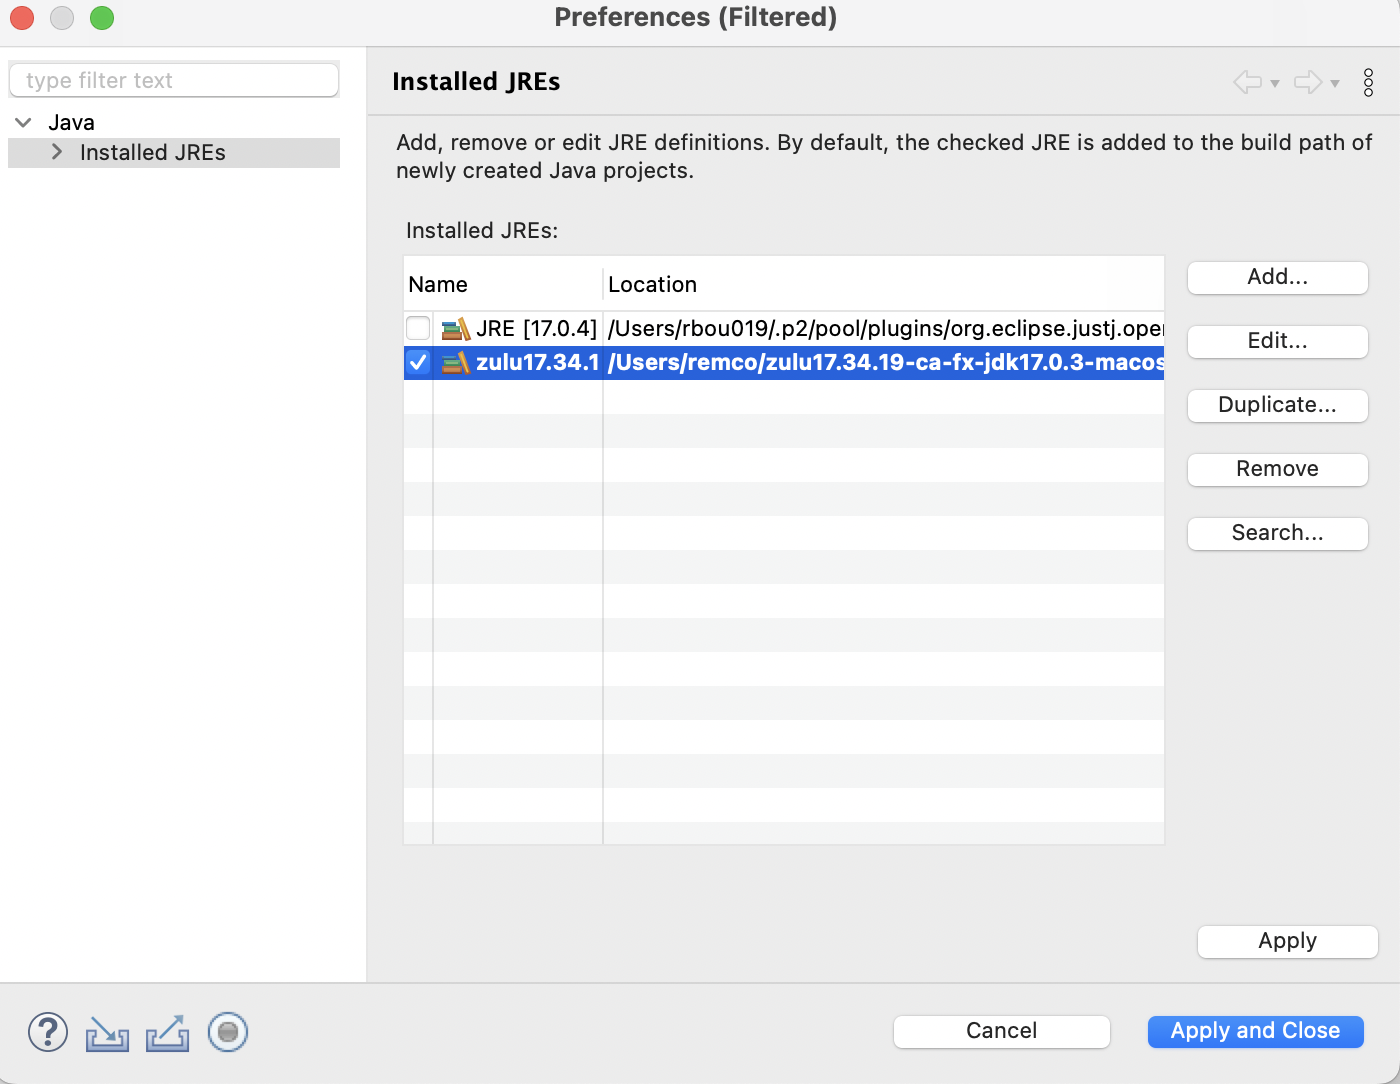 Preferences (Filtered)
type filter text
Java
Installed JREs
Installed JREs
Add, remove or edit JRE definitions. By default, the checked JRE is added to the build path of
newly created Java projects.
Installed JREs:
Name Location
JRE [17.0.4] /Users/rbou019/.p2/pool/plugins/org.eclipse.justj.oper
zulu17.34.1 /Users/remco/zulu17.34.19-ca-fx-jdk17.0.3-macos
Add...
Edit...
Duplicate...
Remove
Search...
Apply
?
Cancel
Apply and Close